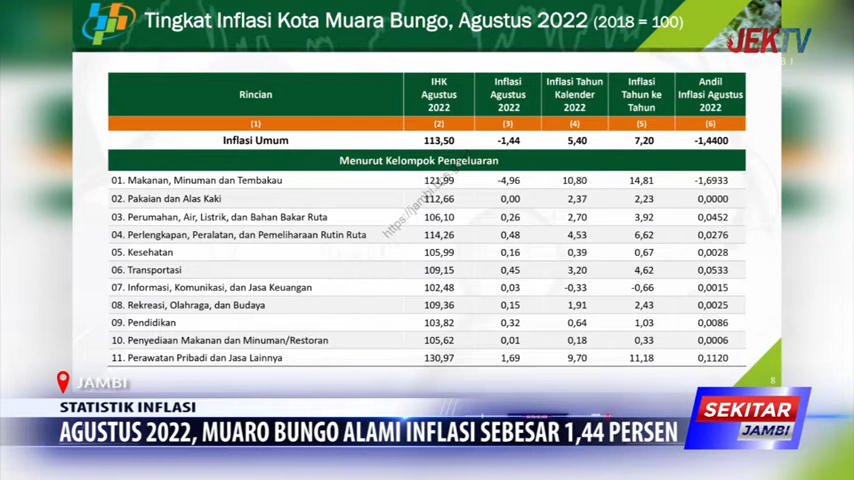 Tingkat Inflasi Kota Muara Bungo, Agustus 2022 (2018 = 100)
JEKTV
Rincian IHK Agustus 2022 Inflasi Agustus 2022 Inflasi Tahun Kalender 2022 Inflasi Tahun ke Tahun Andil Inflasi Agustus 2022
(1) (2) (3) (4) (5) (6)
Inflasi Umum 113,50 -1,44 5,40 7,20 -1,4400
Menurut Kelompok Pengeluaran
01. Makanan, Minuman dan Tembakau 121,99 -4,96 10,80 14,81 -1,6933
02. Pakaian dan Alas Kaki 112,66 0,00 2,37 2,23 0,0000
03. Perumahan, Air, Listrik, dan Bahan Bakar Ruta 106,10 0,26 2,70 3,92 0,0452
04. Perlengkapan, Peralatan, dan Pemeliharaan Rutin Ruta 114,26 0,48 4,53 6,62 0,0276
05. Kesehatan 105,99 0,16 0,39 0,67 0,0028
06. Transportasi 109,15 0,45 3,20 4,62 0,0533
07. Informasi, Komunikasi, dan Jasa Keuangan 102,48 0,03 -0,33 -0,66 0,0015
08. Rekreasi, Olahraga, dan Budaya 109,36 0,15 1,91 2,43 0,0025
09. Pendidikan 103,82 0,32 0,64 1,03 0,0086
10. Penyediaan Makanan dan Minuman/Restoran 105,62 0,01 0,18 0,33 0,0006
11. Perawatan Pribadi dan Jasa Lainnya 130,97 1,69 9,70 11,18 0,1120
8
JAMBI
STATISTIK INFLASI
AGUSTUS 2022, MUARO BUNGO ALAMI INFLASI SEBESAR 1,44 PERSEN
SEKITAR
JAMBI